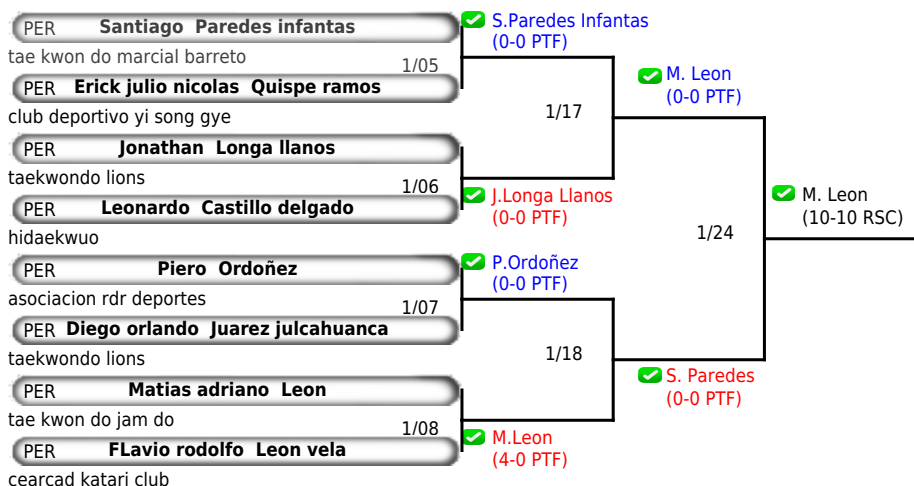 PER Santiago Paredes infantas
tae kwon do marcial barreto
1/05
PER Erick julio nicolas Quispe ramos
club deportivo yi song gye
PER Jonathan Longa llanos
taekwondo lions
1/06
PER Leonardo Castillo delgado
hidaekwuo
PER Piero Ordoñez
asociacion rdr deportes
1/07
PER Diego orlando Juarez julcahuanca
taekwondo lions
PER Matias adriano Leon
tae kwon do jam do
1/08
PER FLavio rodolfo Leon vela
cearcad katari club
S.Paredes Infantas
(0-0 PTF)
1/17
J.Longa Llanos
(0-0 PTF)
P.Ordoñez
(0-0 PTF)
1/18
M.Leon
(4-0 PTF)
M. Leon
(0-0 PTF)
1/24
S. Paredes
(0-0 PTF)
M. Leon
(10-10 RSC)